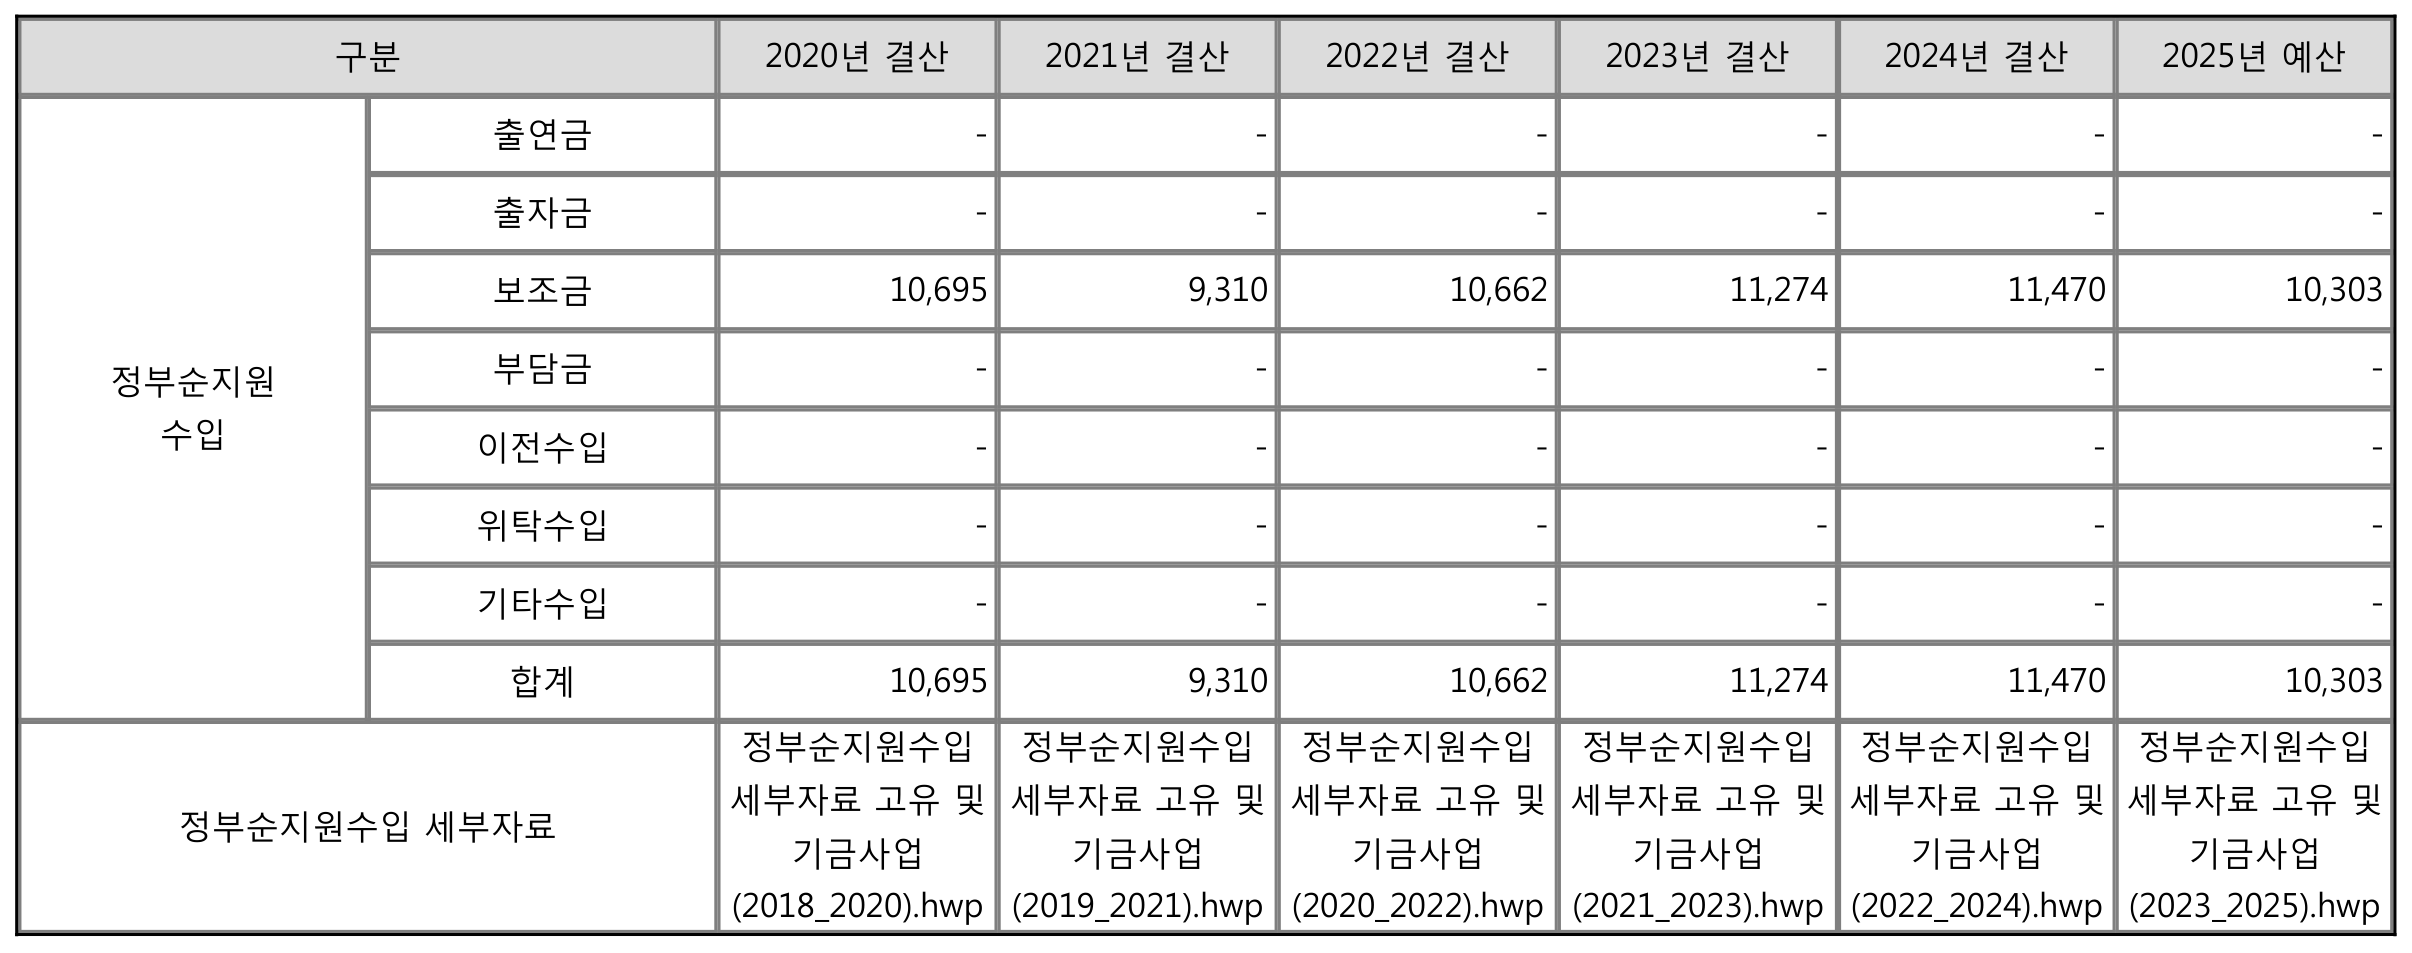 구분 2020년 결산 2021년 결산 2022년 결산 2023년 결산 2024년 결산 2025년 예산
정부순지원
수입
출연금 - - - - - -
출자금 - - - - - -
보조금 10,695 9,310 10,662 11,274 11,470 10,303
부담금 - - - - - -
이전수입 - - - - - -
위탁수입 - - - - - -
기타수입 - - - - - -
합계 10,695 9,310 10,662 11,274 11,470 10,303
정부순지원수입 세부자료
정부순지원수입 정부순지원수입 정부순지원수입 정부순지원수입 정부순지원수입 정부순지원수입
세부자료 고유 및 세부자료 고유 및 세부자료 고유 및 세부자료 고유 및 세부자료 고유 및 세부자료 고유 및
기금사업 기금사업 기금사업 기금사업 기금사업 기금사업
(2018_2020).hwp (2019_2021).hwp (2020_2022).hwp (2021_2023).hwp (2022_2024).hwp (2023_2025).hwp